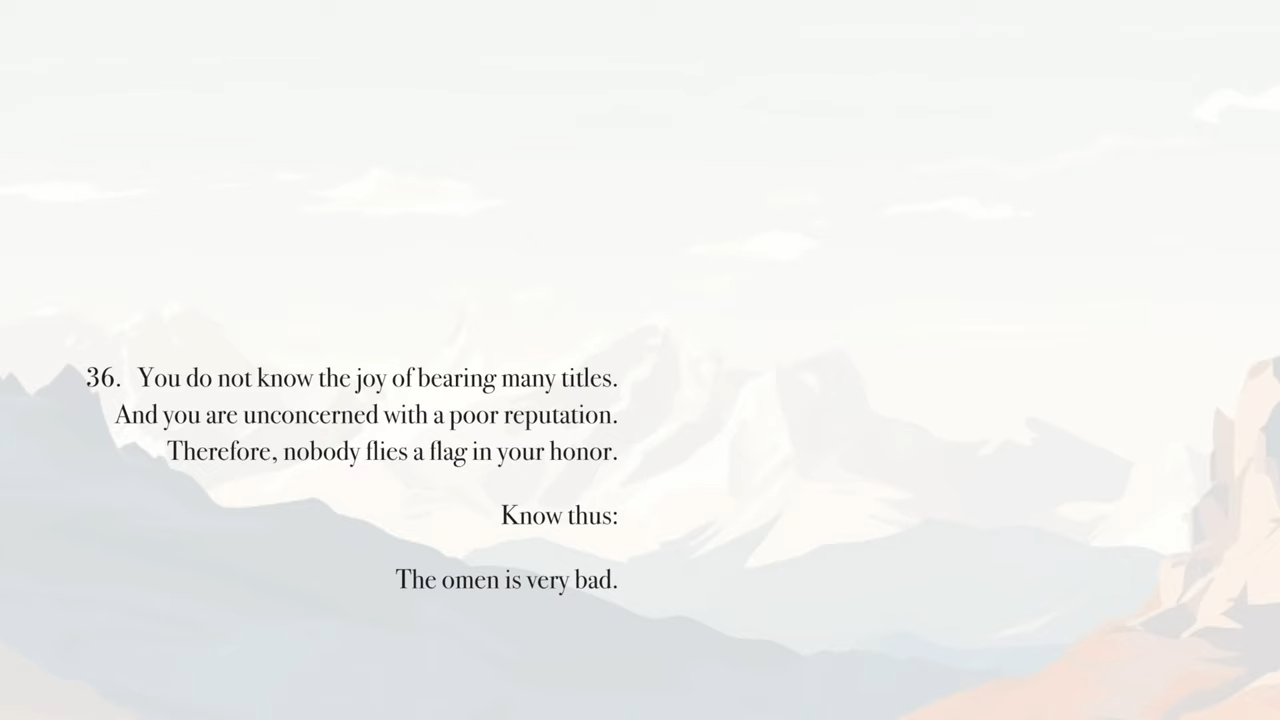 36. You do not know the joy of bearing many titles.
And you are unconcerned with a poor reputation.
Therefore, nobody flies a flag in your honor.
Know thus:
The omen is very bad.